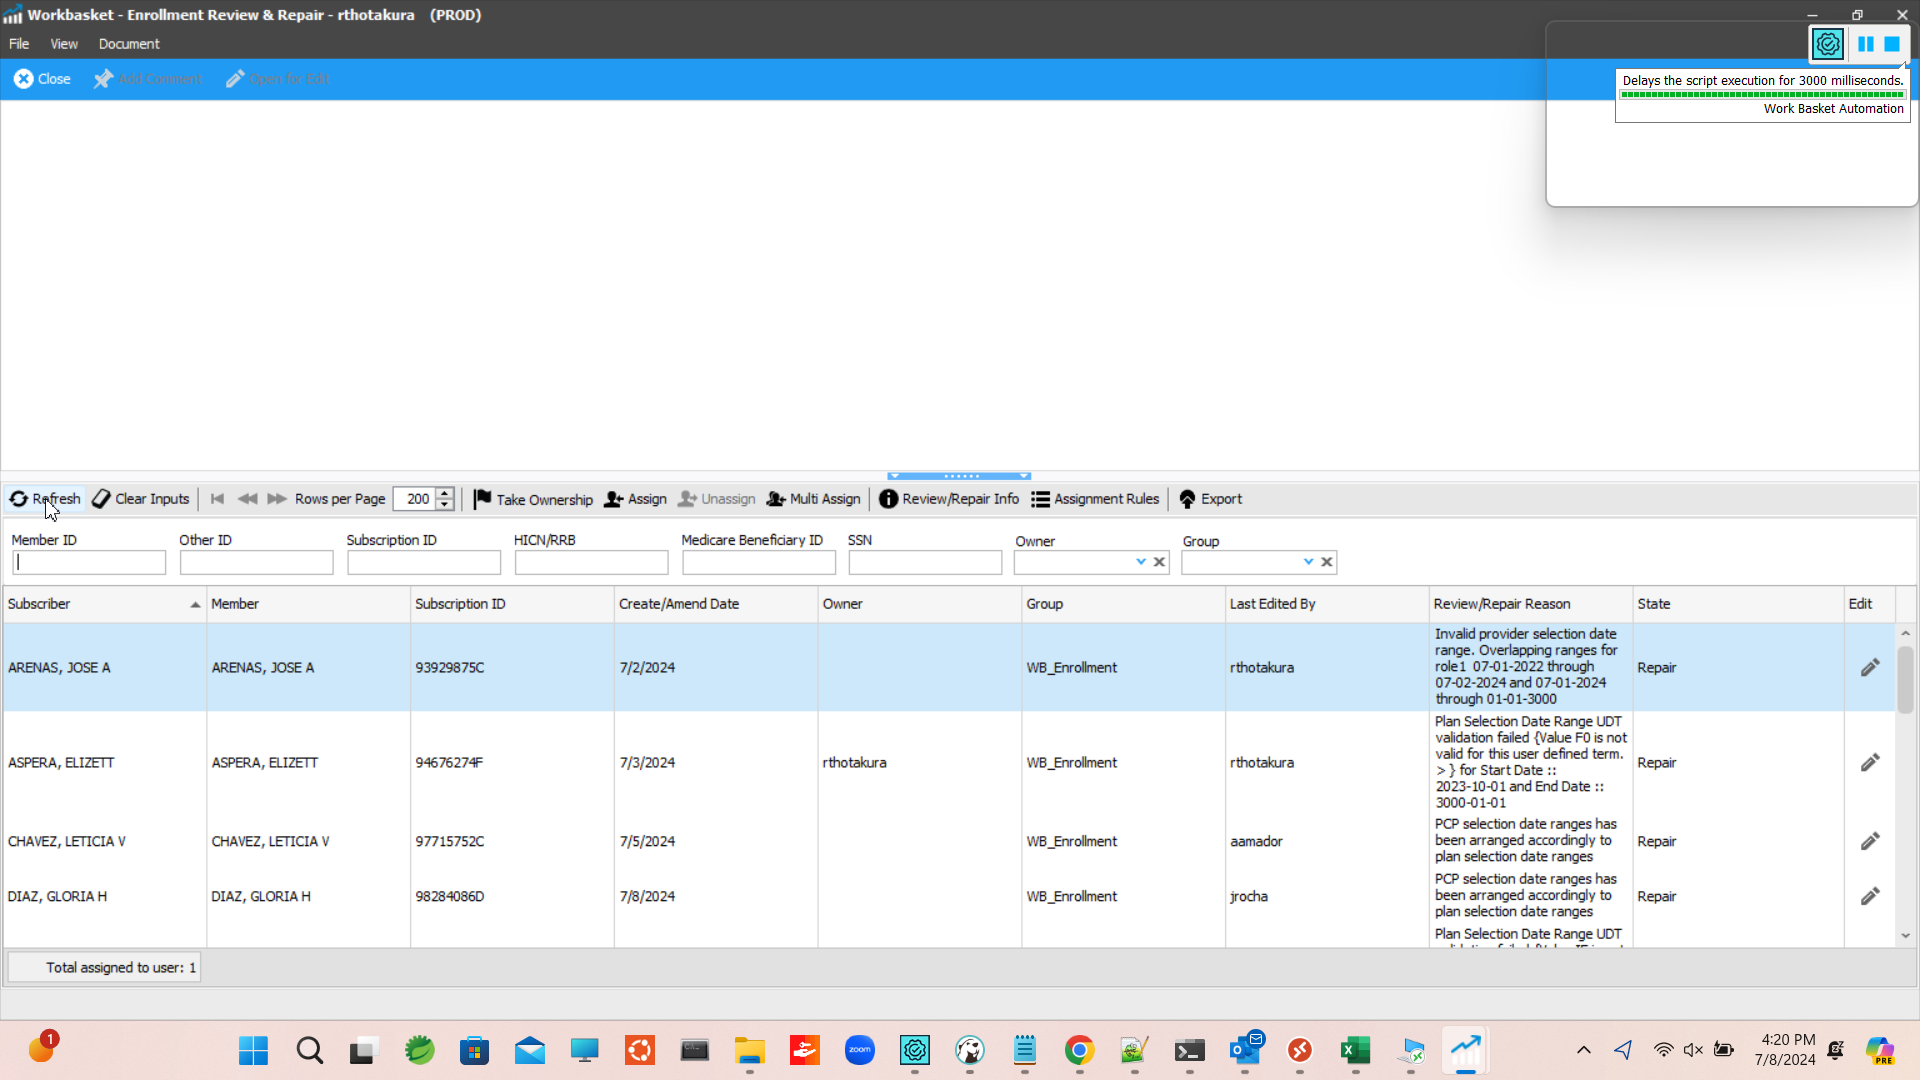 Workbasket - Enrollment Review & Repair - rthotakura (PROD)
File View Document
Close Add Comment Open for Edit
Delays the script execution for 3000 milliseconds.
Work Basket Automation
Refresh Clear Inputs Rows per Page 200 Take Ownership Assign Unassign Multi Assign Review/Repair Info Assignment Rules Export
Member ID Other ID Subscription ID HICN/RRB Medicare Beneficiary ID SSN Owner Group
Subscriber Member Subscription ID Create/Amend Date Owner Group Last Edited By Review/Repair Reason State Edit
Invalid provider selection date
range. Overlapping ranges for
ARENAS, JOSE A ARENAS, JOSE A 93929875C 7/2/2024 WB_Enrollment rthotakura role1 07-01-2022 through Repair
07-02-2024 and 07-01-2024
through 01-01-3000
Plan Selection Date Range UDT
validation failed {Value F0 is not
valid for this user defined term.
ASPERA, ELIZETT ASPERA, ELIZETT 94676274F 7/3/2024 rthotakura WB_Enrollment rthotakura > } for Start Date :: Repair
2023-10-01 and End Date ::
3000-01-01
PCP selection date ranges has
CHAVEZ, LETICIA V CHAVEZ, LETICIA V 97715752C 7/5/2024 WB_Enrollment aamador been arranged accordingly to Repair
plan selection date ranges
PCP selection date ranges has
DIAZ, GLORIA H DIAZ, GLORIA H 98284086D 7/8/2024 WB_Enrollment jrocha been arranged accordingly to Repair
plan selection date ranges
Plan Selection Date Range UDT
Total assigned to user: 1
1
zoom
4:20 PM
7/8/2024
PRE